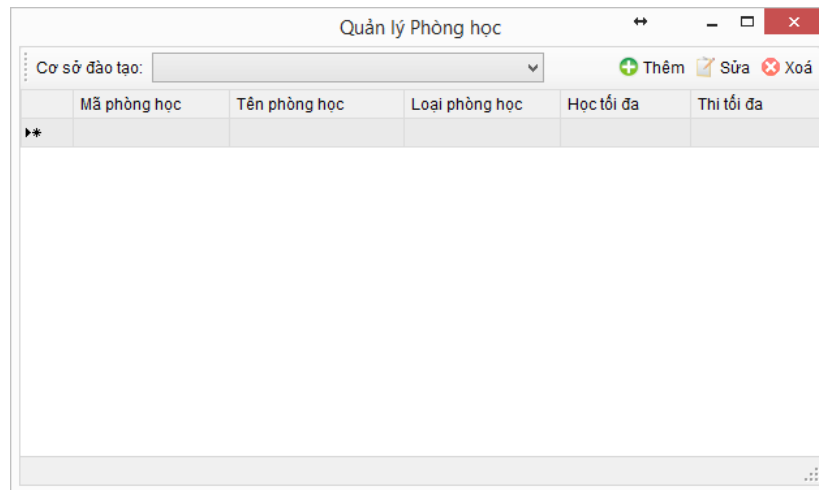 Quản lý Phòng học
Cơ sở đào tạo: Thêm Sửa Xoá
Mã phòng học Tên phòng học Loại phòng học Học tối đa Thi tối đa